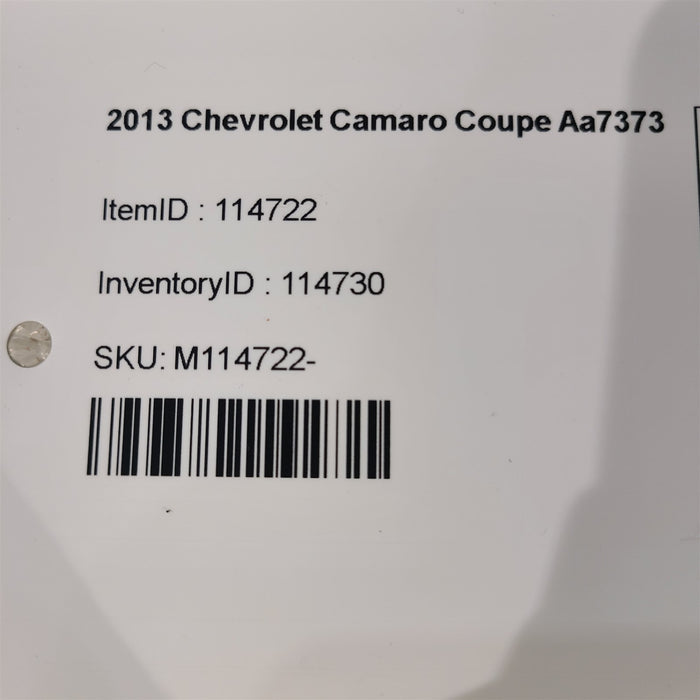 2013 Chevrolet Camaro Coupe Aa7373
ItemID : 114722
InventoryID : 114730
SKU: M114722-